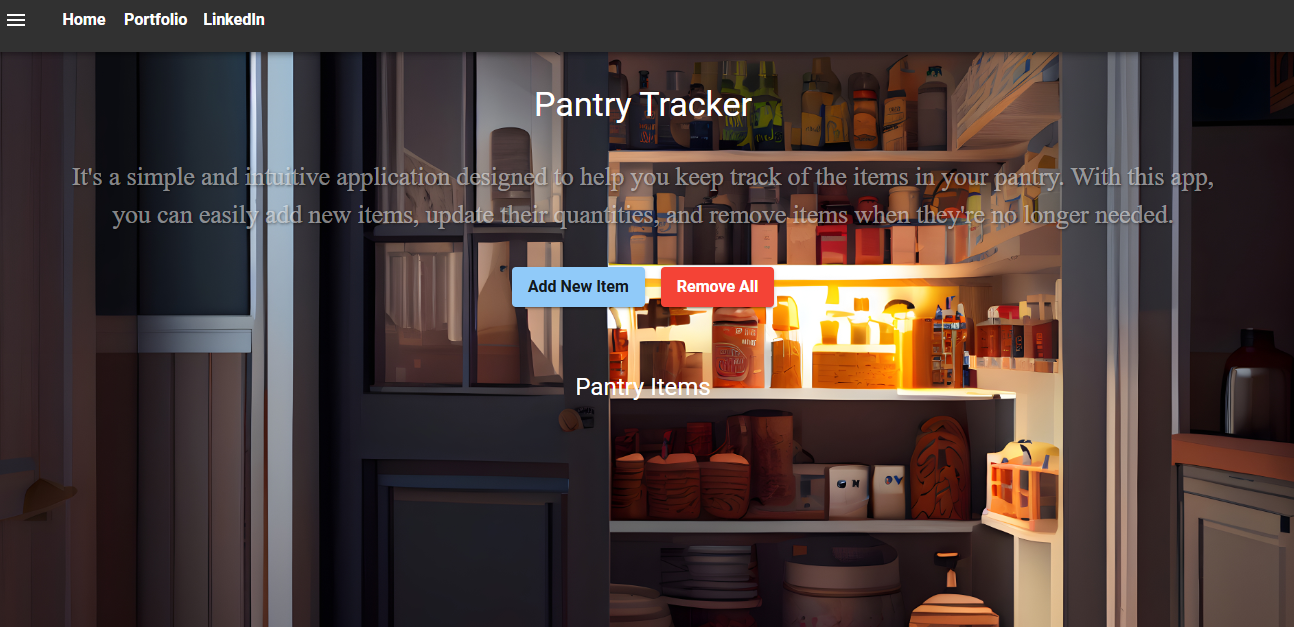 Home Portfolio LinkedIn
Pantry Tracker
It's a simple and intuitive application designed to help you keep track of the items in your pantry. With this app,
you can easily add new items, update their quantities, and remove items when they're no longer needed.
Add New Item Remove All
Pantry Items